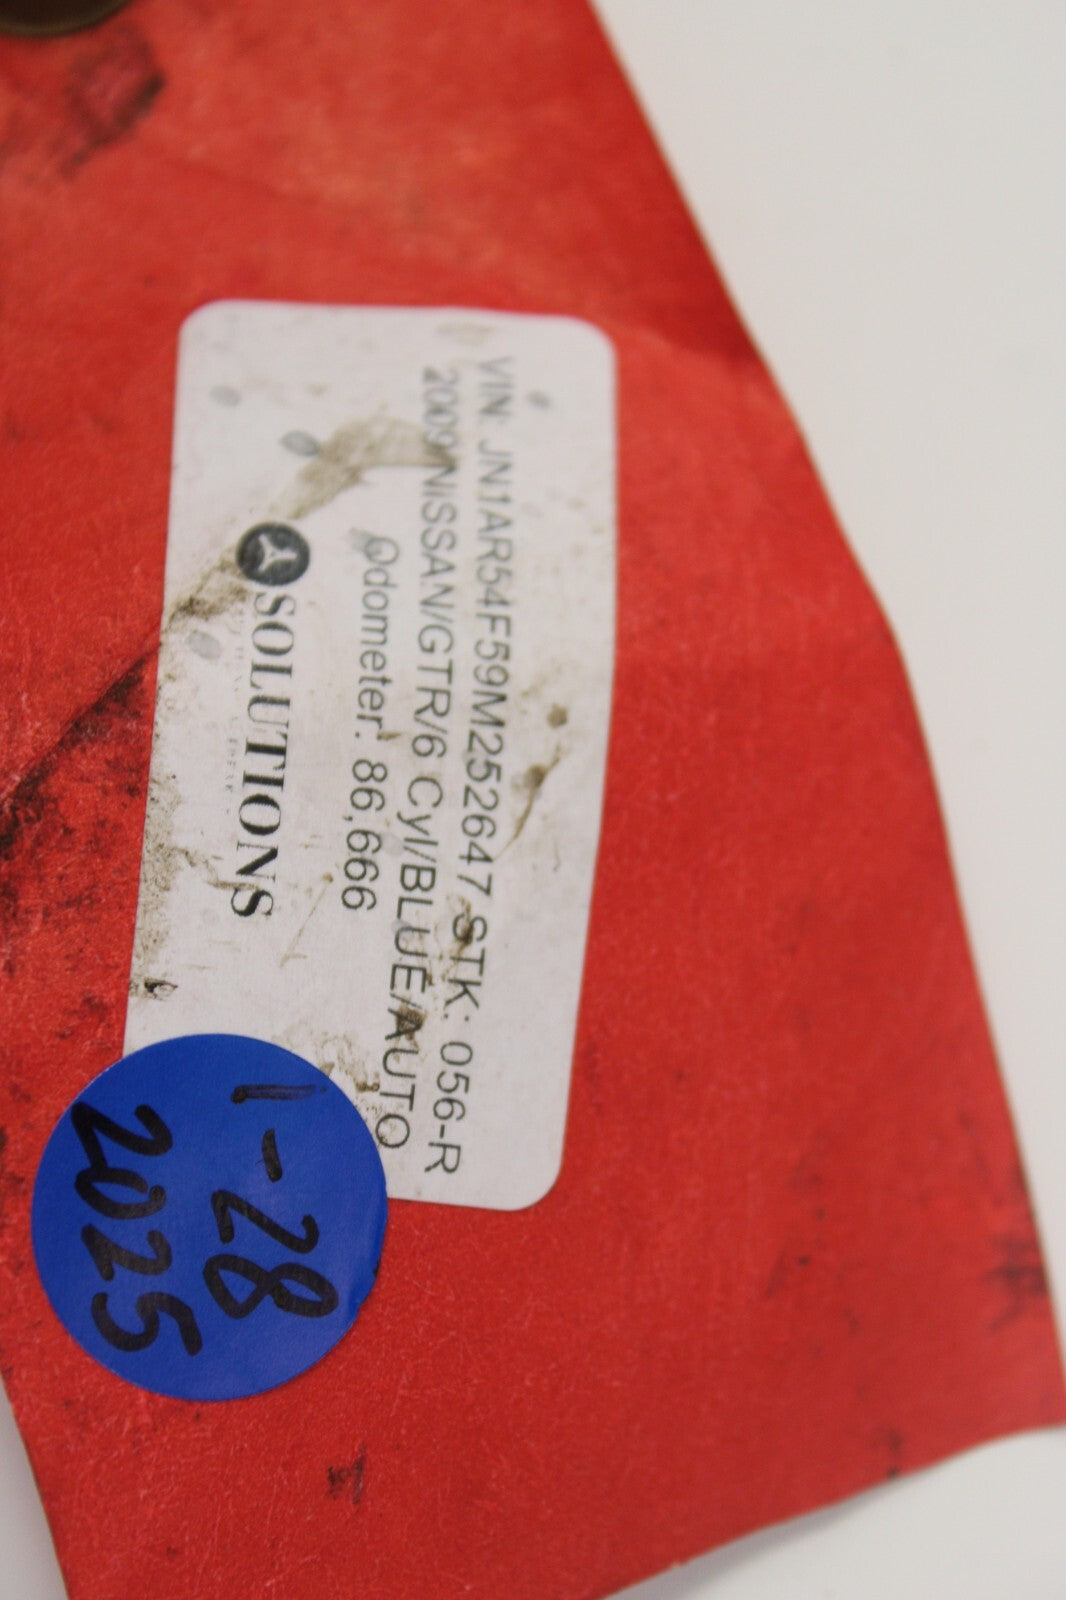 VIN: JN1AR54F59M252647 STK: 056-R
2009/NISSAN/GTR/6 Cyl/BLUE/AUTO
Odometer: 86,666
SOLUTIONS
1-28
2025